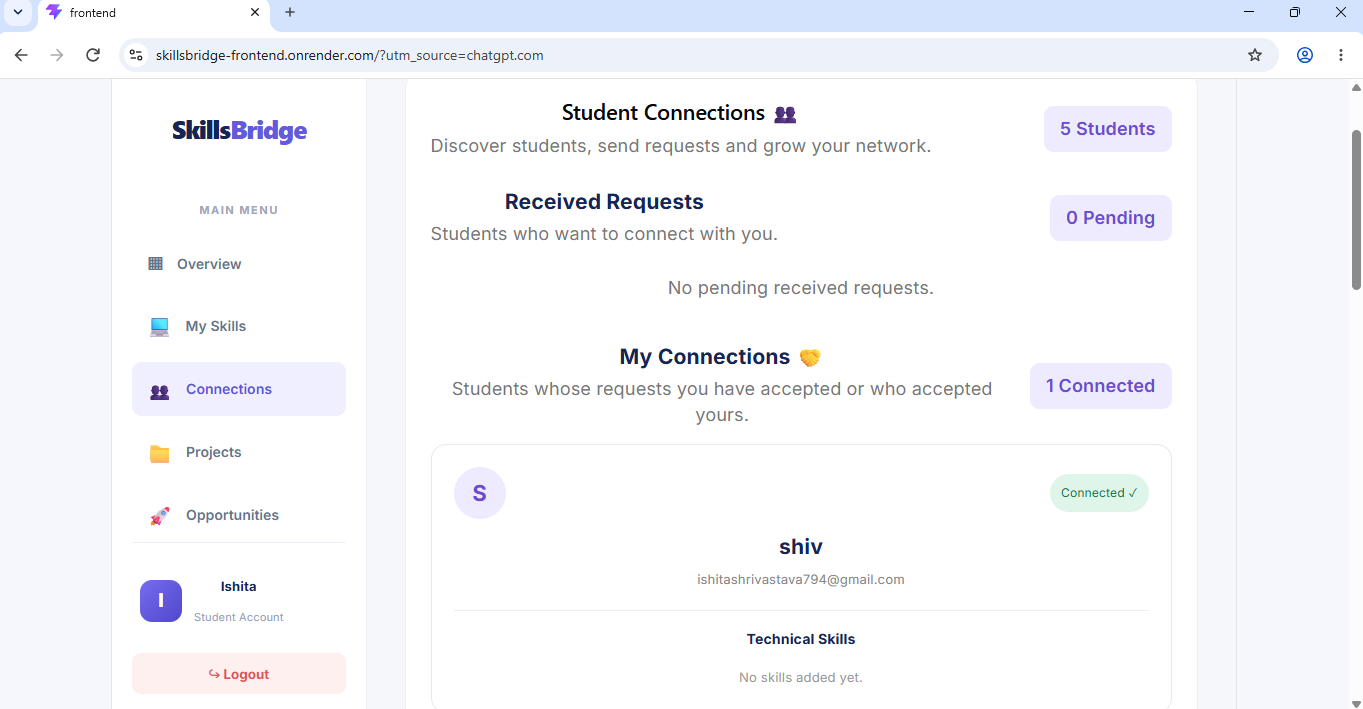 frontend
skillsbridge-frontend.onrender.com/?utm_source=chatgpt.com
SkillsBridge
MAIN MENU
Overview
My Skills
Connections
Projects
Opportunities
I
Ishita
Student Account
↪ Logout
Student Connections 👥
Discover students, send requests and grow your network.
5 Students
Received Requests
Students who want to connect with you.
0 Pending
No pending received requests.
My Connections 🤝
Students whose requests you have accepted or who accepted
yours.
1 Connected
S
Connected ✓
shiv
ishitashrivastava794@gmail.com
Technical Skills
No skills added yet.